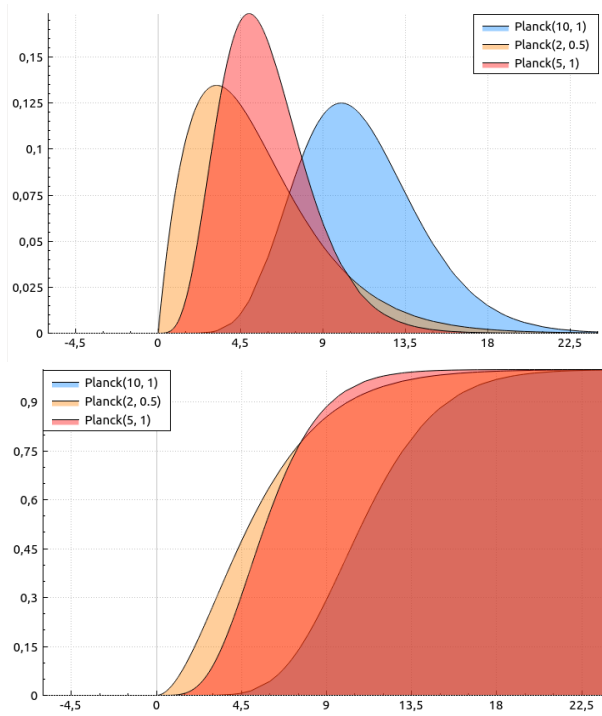 0,15
0,125
0,1
0,075
0,05
0,025
0
-4,5 0 4,5 9 13,5 18 22,5
Planck(10, 1)
Planck(2, 0.5)
Planck(5, 1)
Planck(10, 1)
Planck(2, 0.5)
Planck(5, 1)
0,9
0,75
0,6
0,45
0,3
0,15
0
-4,5 0 4,5 9 13,5 18 22,5